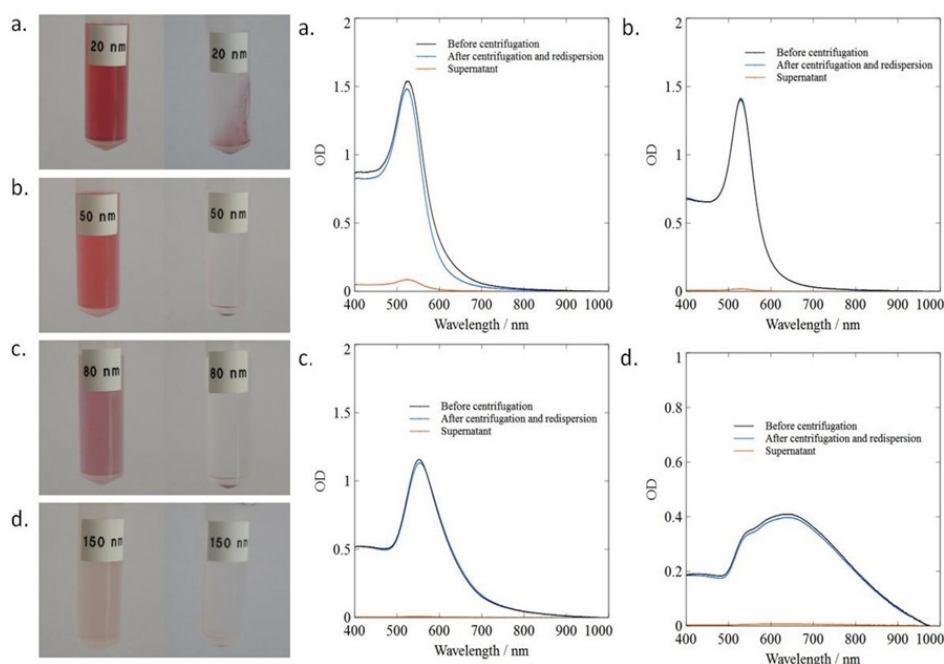 a.
20 nm
20 nm
b.
50 nm
50 nm
c.
80 nm
80 nm
d.
150 nm
150 nm
a.
2
1.5
1
0.5
0
OD
Before centrifugation
After centrifugation and redispersion
Supernatant
400 500 600 700 800 900 1000
Wavelength / nm
b.
2
1.5
1
0.5
0
OD
Before centrifugation
After centrifugation and redispersion
Supernatant
400 500 600 700 800 900 1000
Wavelength / nm
c.
2
1.5
1
0.5
0
OD
Before centrifugation
After centrifugation and redispersion
Supernatant
400 500 600 700 800 900 1000
Wavelength / nm
d.
1
0.8
0.6
0.4
0.2
0
OD
Before centrifugation
After centrifugation and redispersion
Supernatant
400 500 600 700 800 900 1000
Wavelength / nm